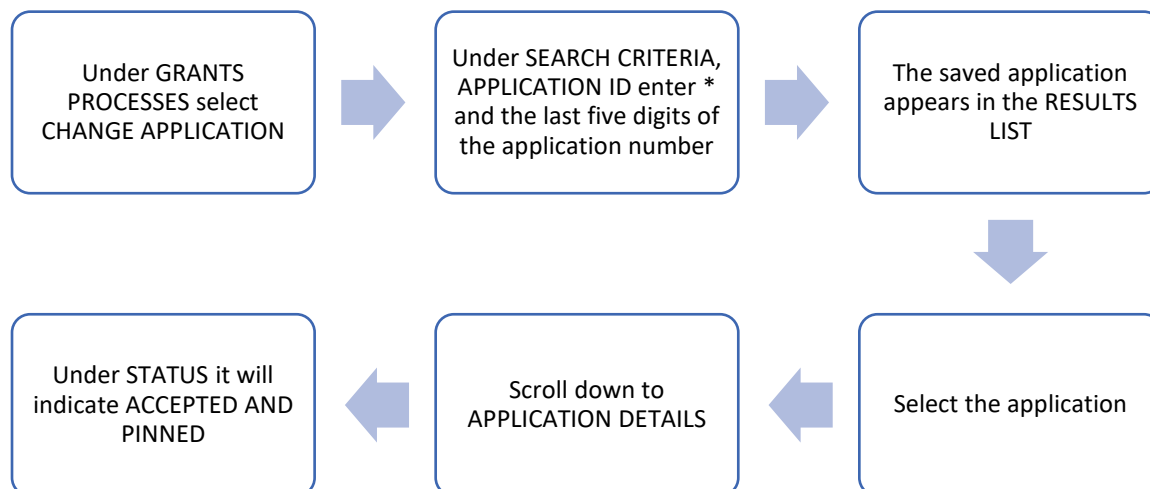 Under GRANTS
PROCESSES select
CHANGE APPLICATION
Under SEARCH CRITERIA,
APPLICATION ID enter *
and the last five digits of
the application number
The saved application
appears in the RESULTS
LIST
Select the application
Scroll down to
APPLICATION DETAILS
Under STATUS it will
indicate ACCEPTED AND
PINNED